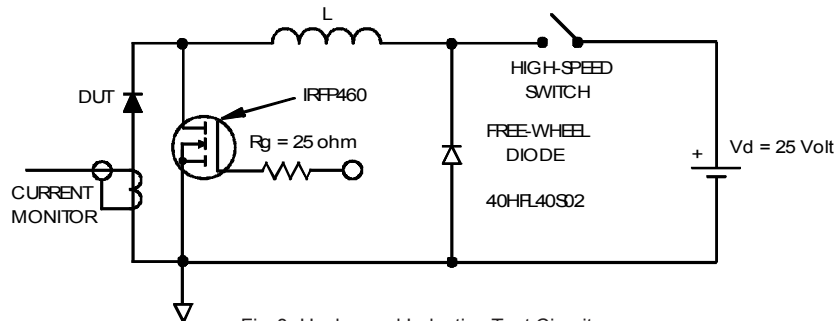 L
HIGH-SPEED
SWITCH
DUT
IRFP460
Rg = 25 ohm
FREE-WHEEL
DIODE
40HFL40S02
+
Vd = 25 Volt
CURRENT
MONITOR